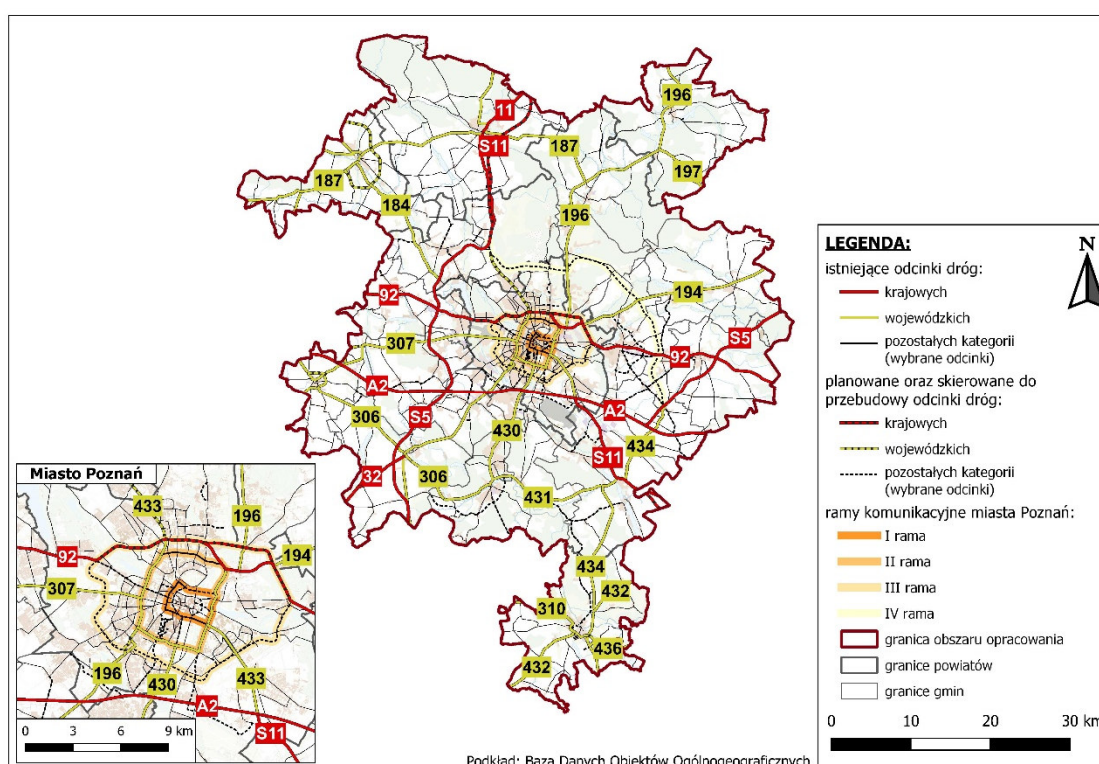 196
11
187
S11
197
187
184
196
194
92
S5
307
92
A2
306
S5
A2
430
434
S11
32
306
431
434
432
310
436
432
Miasto Poznań
433
196
92
194
307
196
430
433
A2
S11
0 3 6 9 km
LEGENDA:
N
istniejące odcinki dróg:
krajowych
wojewódzkich
pozostałych kategorii
(wybrane odcinki)
planowane oraz skierowane do
przebudowy odcinki dróg:
krajowych
wojewódzkich
pozostałych kategorii
(wybrane odcinki)
ramy komunikacyjne miasta Poznań:
I rama
II rama
III rama
IV rama
granica obszaru opracowania
granice powiatów
granice gmin
0 10 20 30 km
Podkład: Baza Danych Obiektów Ogólnogeograficznych